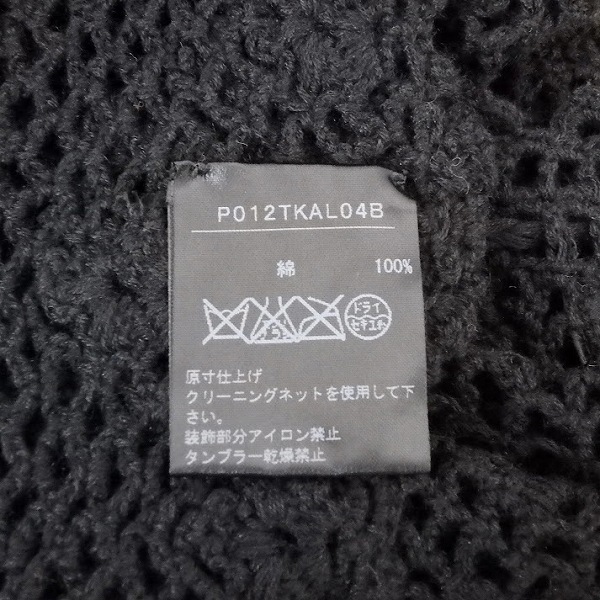 P012TKAL04B
綿 100%
ドライ
セキユ系
原寸仕上げ
クリーニングネットを使用して下
さい。
装飾部分アイロン禁止
タンブラー乾燥禁止